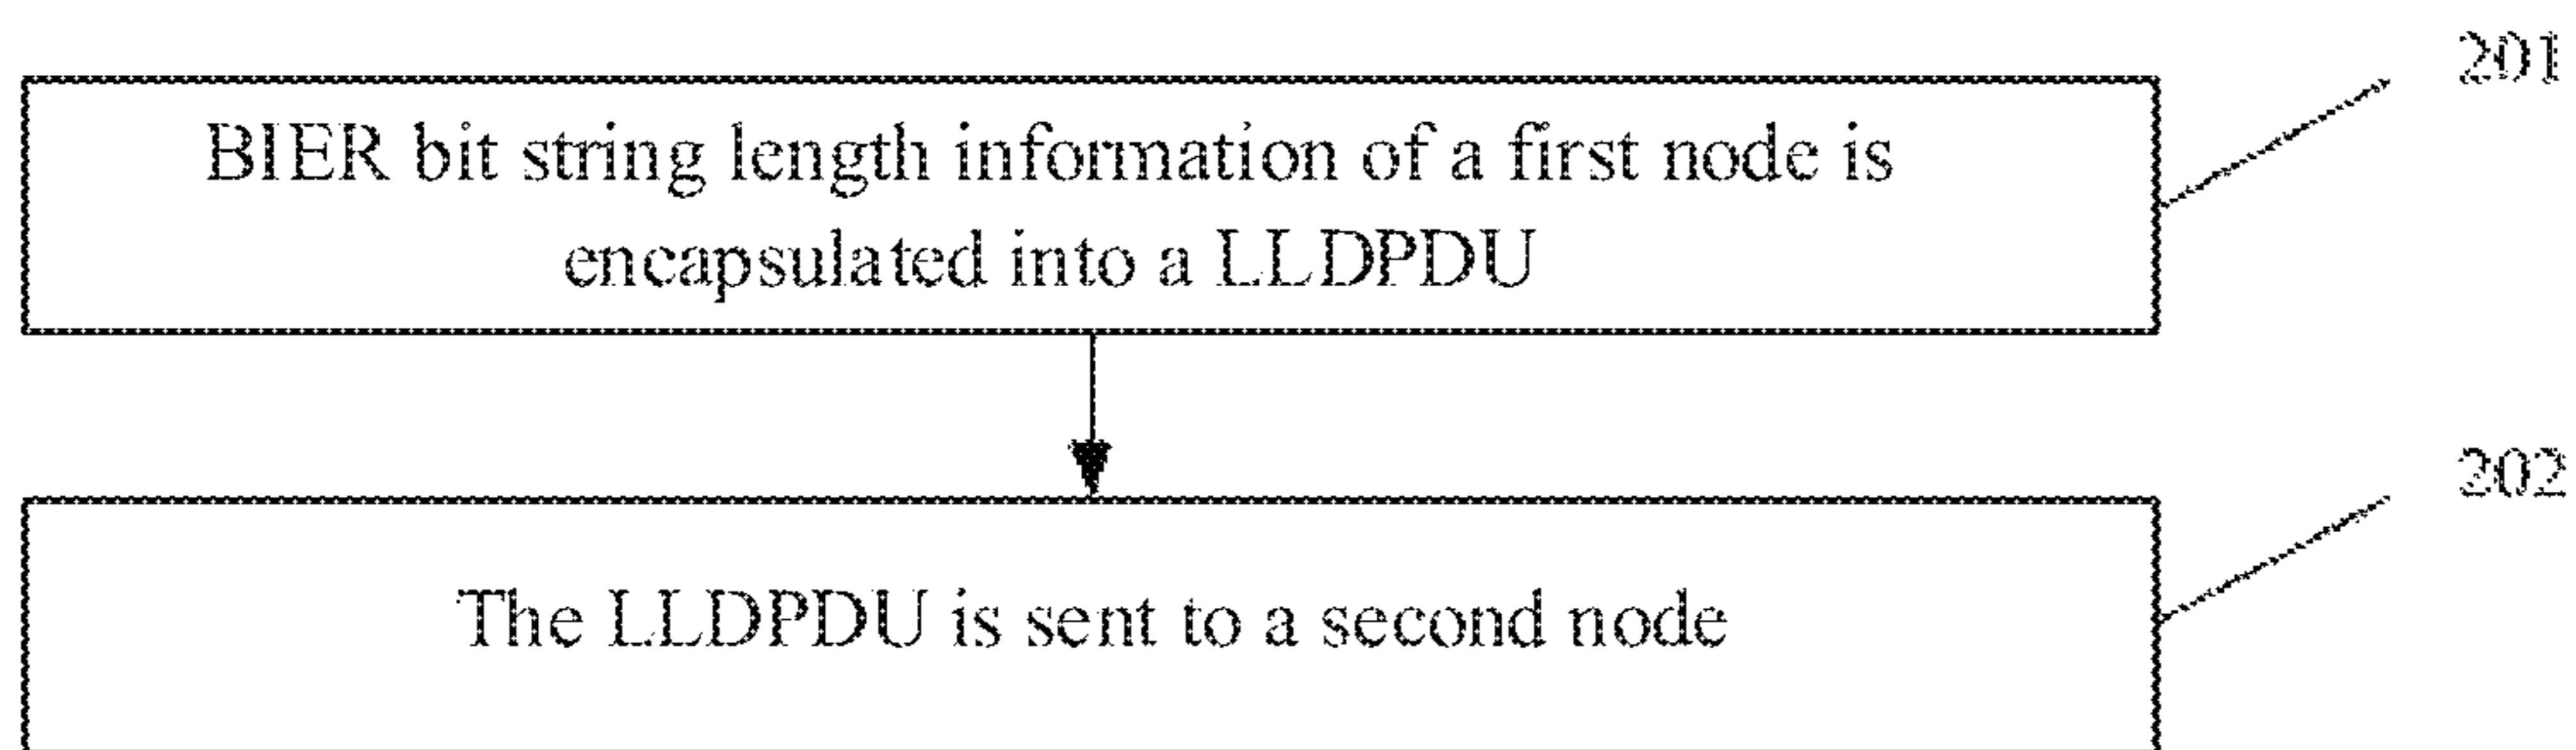 201
BIER bit string length information of a first node is
encapsulated into a LLDPDU
202
The LLDPDU is sent to a second node